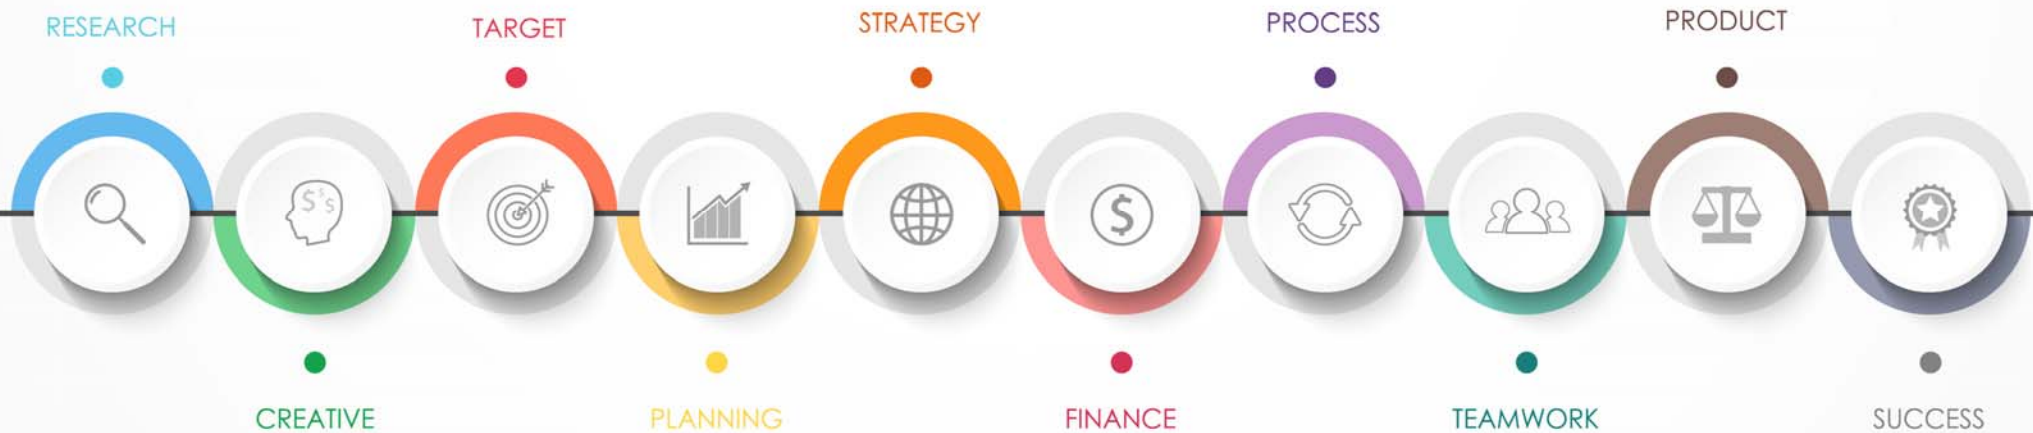 RESEARCH
CREATIVE
TARGET
PLANNING
STRATEGY
FINANCE
PROCESS
TEAMWORK
PRODUCT
SUCCESS
$ $ $
$